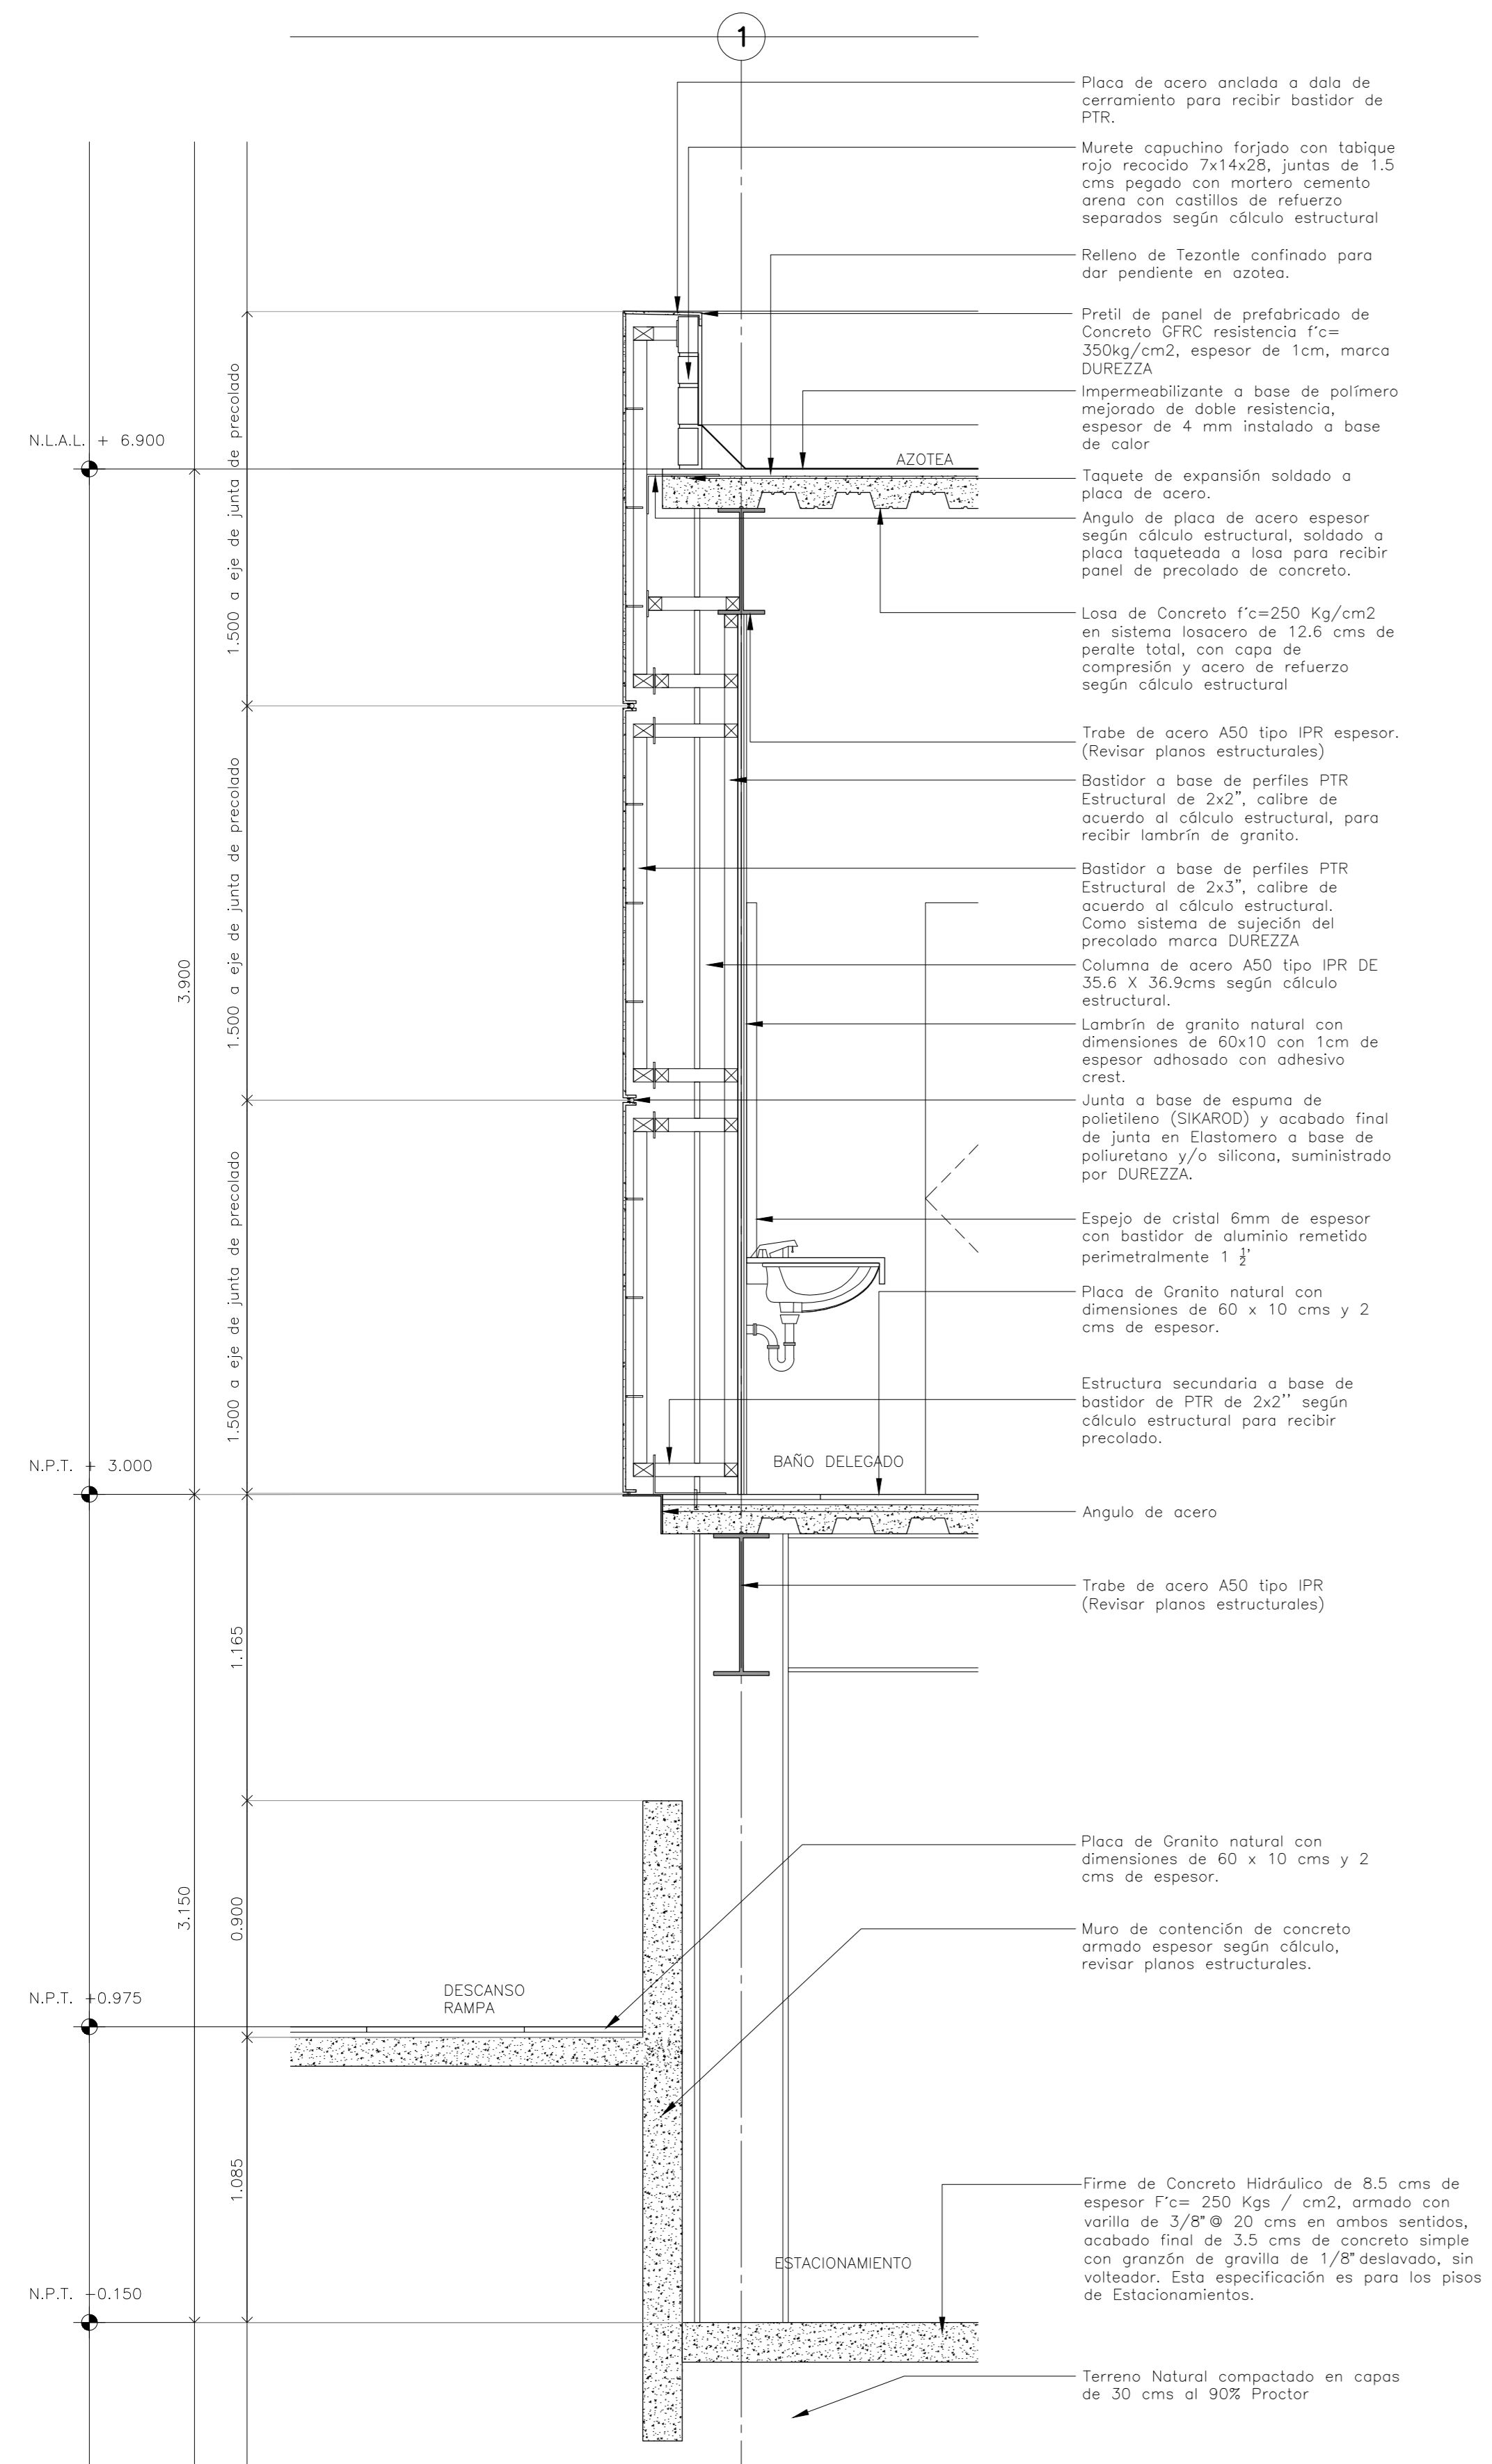 1
Placa de acero anclada a dala de
cerramiento para recibir bastidor de
PTR.
Murete capuchino forjado con tabique
rojo recocido 7x14x28, juntas de 1.5
cms pegado con mortero cemento
arena con castillos de refuerzo
separados según cálculo estructural
Relleno de Tezontle confinado para
dar pendiente en azotea.
Pretil de panel de prefabricado de
Concreto GFRC resistencia f´c=
350kg/cm2, espesor de 1cm, marca
DUREZZA
Impermeabilizante a base de polímero
mejorado de doble resistencia,
espesor de 4 mm instalado a base
de calor
N.L.A.L. + 6.900
AZOTEA
Taquete de expansión soldado a
placa de acero.
Angulo de placa de acero espesor
según cálculo estructural, soldado a
placa taqueteada a losa para recibir
panel de precolado de concreto.
1.500 a eje de junta de precolado
Losa de Concreto f´c=250 Kg/cm2
en sistema losacero de 12.6 cms de
peralte total, con capa de
compresión y acero de refuerzo
según cálculo estructural
Trabe de acero A50 tipo IPR espesor.
(Revisar planos estructurales)
Bastidor a base de perfiles PTR
Estructural de 2x2", calibre de
acuerdo al cálculo estructural, para
recibir lambrín de granito.
1.500 a eje de junta de precolado
Bastidor a base de perfiles PTR
Estructural de 2x3", calibre de
acuerdo al cálculo estructural.
Como sistema de sujeción del
precolado marca DUREZZA
3.900
Columna de acero A50 tipo IPR DE
35.6 X 36.9cms según cálculo
estructural.
Lambrín de granito natural con
dimensiones de 60x10 con 1cm de
espesor adhosado con adhesivo
crest.
Junta a base de espuma de
polietileno (SIKAROD) y acabado final
de junta en Elastomero a base de
poliuretano y/o silicona, suministrado
por DUREZZA.
1.500 a eje de junta de precolado
Espejo de cristal 6mm de espesor
con bastidor de aluminio remetido
perimetralmente 1 ½'
Placa de Granito natural con
dimensiones de 60 x 10 cms y 2
cms de espesor.
Estructura secundaria a base de
bastidor de PTR de 2x2'' según
cálculo estructural para recibir
precolado.
N.P.T. + 3.000
BAÑO DELEGADO
Angulo de acero
Trabe de acero A50 tipo IPR
(Revisar planos estructurales)
1.165
Placa de Granito natural con
dimensiones de 60 x 10 cms y 2
cms de espesor.
3.150
0.900
Muro de contención de concreto
armado espesor según cálculo,
revisar planos estructurales.
N.P.T. +0.975
DESCANSO
RAMPA
1.085
Firme de Concreto Hidráulico de 8.5 cms de
espesor F´c= 250 Kgs / cm2, armado con
varilla de 3/8"@ 20 cms en ambos sentidos,
acabado final de 3.5 cms de concreto simple
con granzón de gravilla de 1/8" deslavado, sin
volteador. Esta especificación es para los pisos
de Estacionamientos.
ESTACIONAMIENTO
N.P.T. -0.150
Terreno Natural compactado en capas
de 30 cms al 90% Proctor